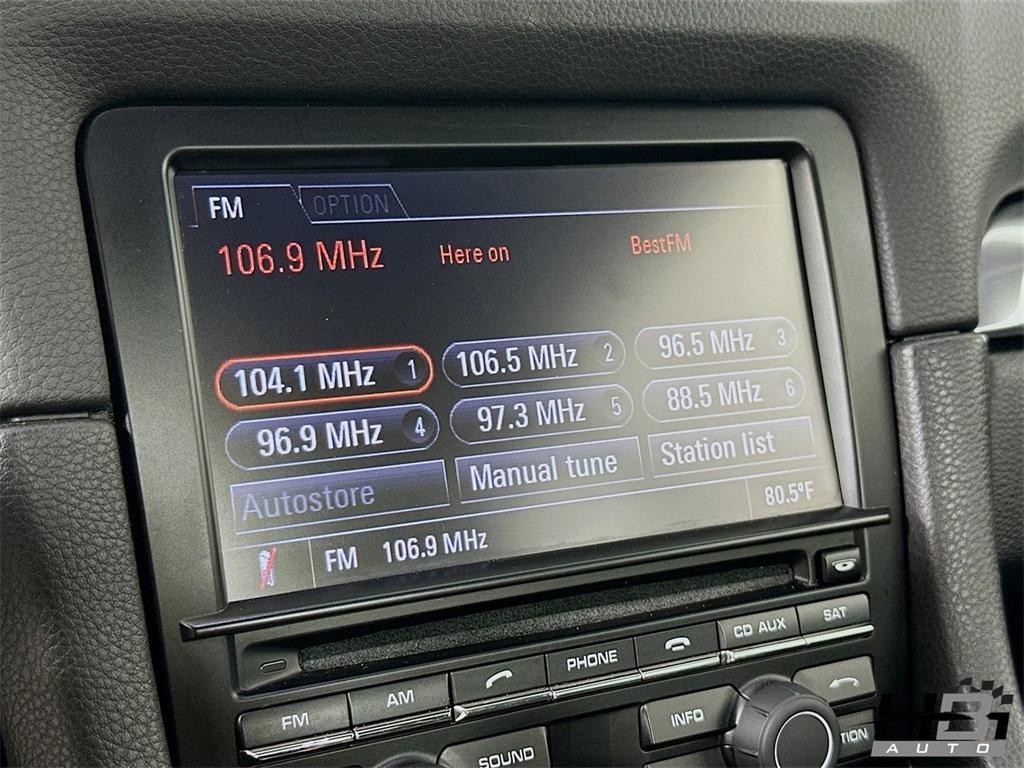 FM OPTION
106.9 MHz Here on BestFM
104.1 MHz 1 106.5 MHz 2 96.5 MHz 3
96.9 MHz 4 97.3 MHz 5 88.5 MHz 6
Autostore Manual tune Station list
FM 106.9 MHz 80.5°F
FM AM PHONE CD AUX SAT
SOUND INFO TION
HBI
AUTO